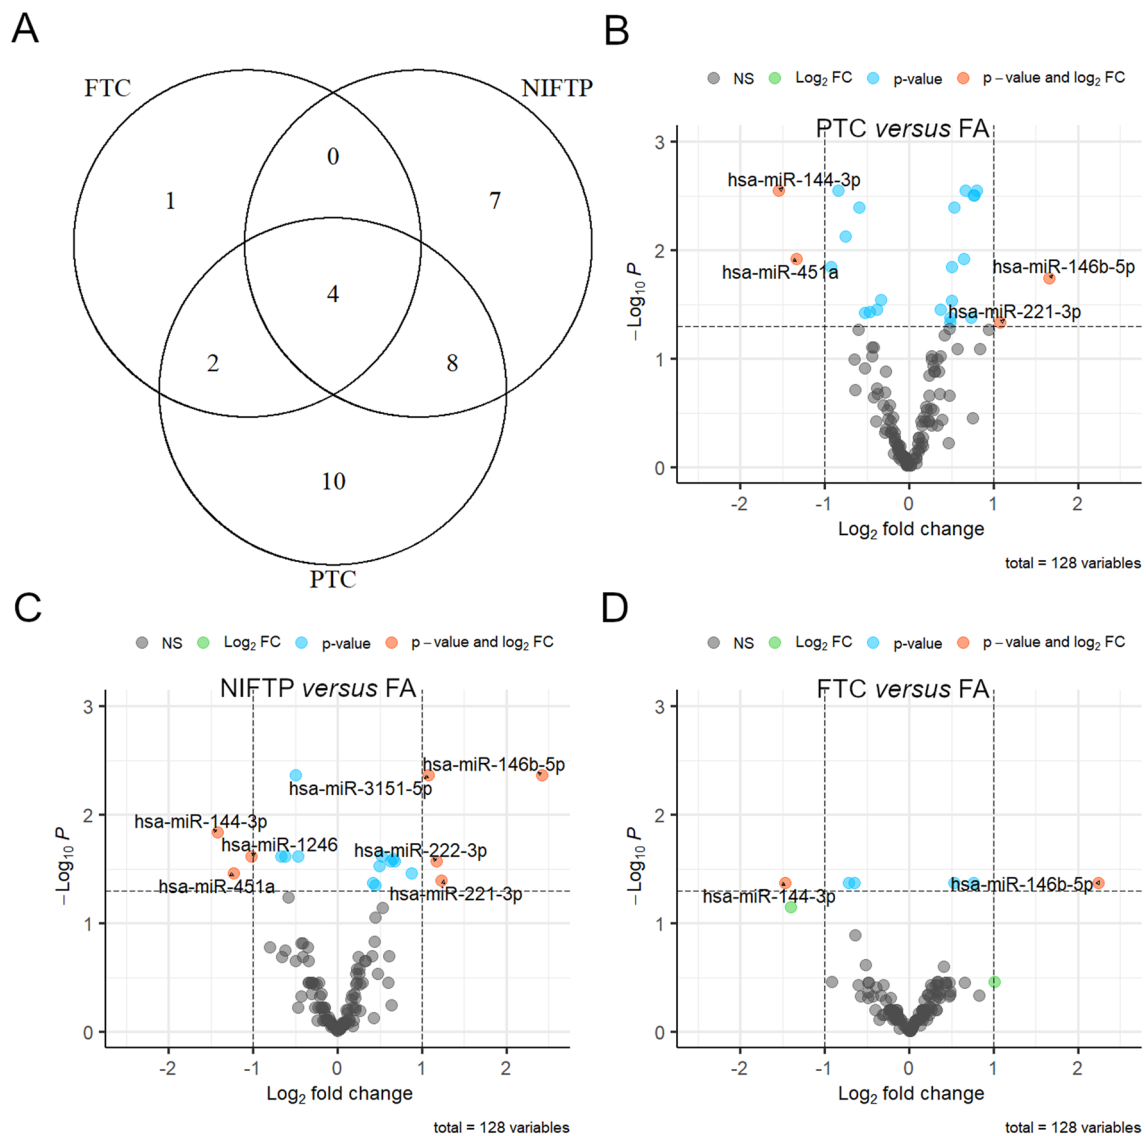 A
FTC
NIFTP
0
1
7
4
2
8
10
PTC
B
NS Log2 FC p-value p – value and log2 FC
PTC versus FA
hsa-miR-144-3p
hsa-miR-451a
hsa-miR-146b-5p
hsa-miR-221-3p
3
2
1
0
−Log10 P
-2 -1 0 1 2
Log2 fold change
total = 128 variables
C
NS Log2 FC p-value p – value and log2 FC
NIFTP versus FA
hsa-miR-146b-5p
hsa-miR-3151-5p
hsa-miR-144-3p
hsa-miR-1246
hsa-miR-222-3p
hsa-miR-451a
hsa-miR-221-3p
3
2
1
0
−Log10 P
-2 -1 0 1 2
Log2 fold change
total = 128 variables
D
NS Log2 FC p-value p – value and log2 FC
FTC versus FA
hsa-miR-146b-5p
hsa-miR-144-3p
3
2
1
0
−Log10 P
-2 -1 0 1 2
Log2 fold change
total = 128 variables